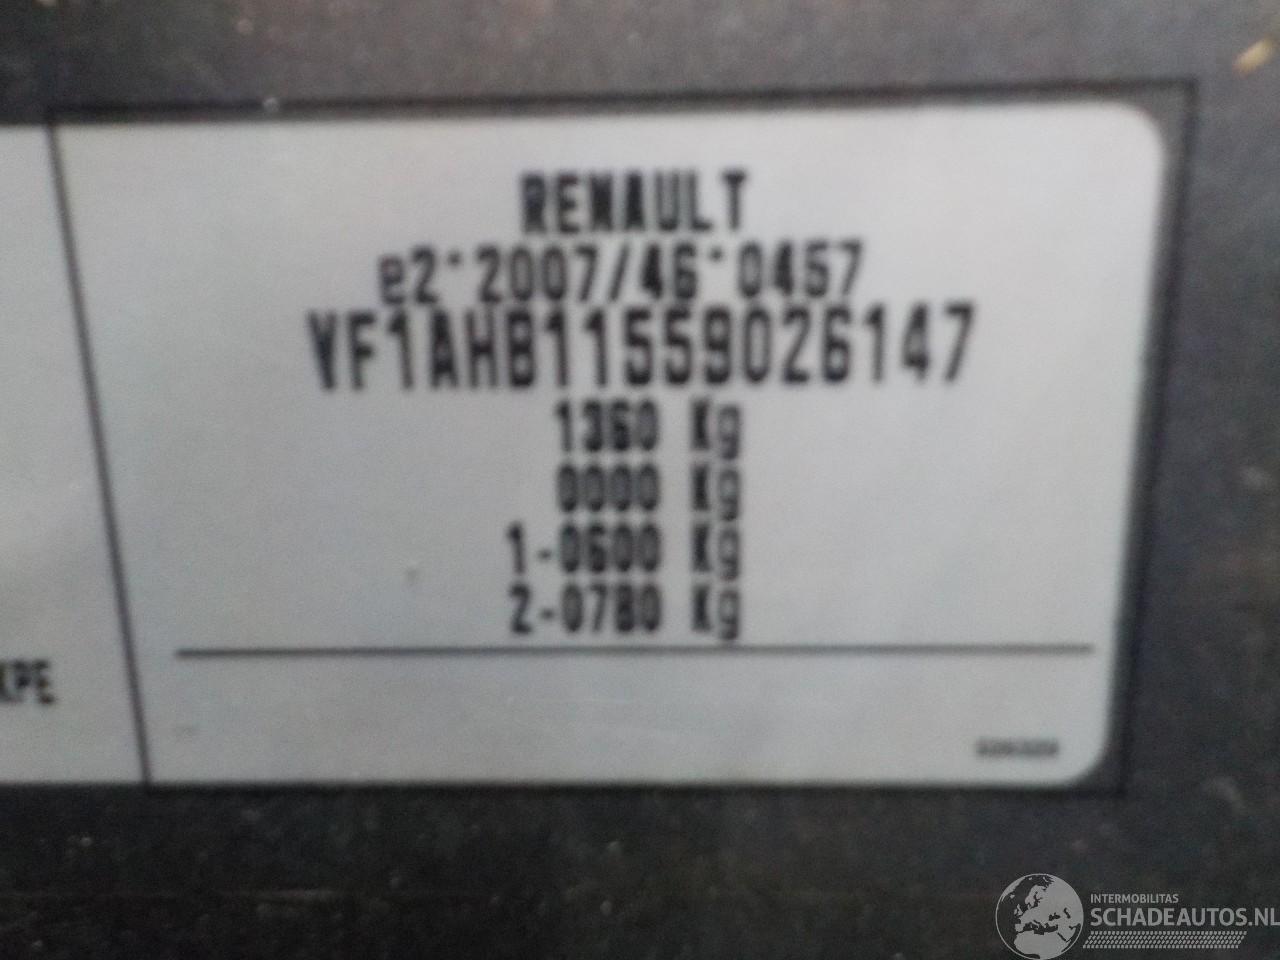 RENAULT
e2*2007/46*0457
VF1AHB11559026147
1360 Kg
0000 Kg
1-0600 Kg
2-0780 Kg
KPE
INTERMOBILITAS
SCHADEAUTOS.NL